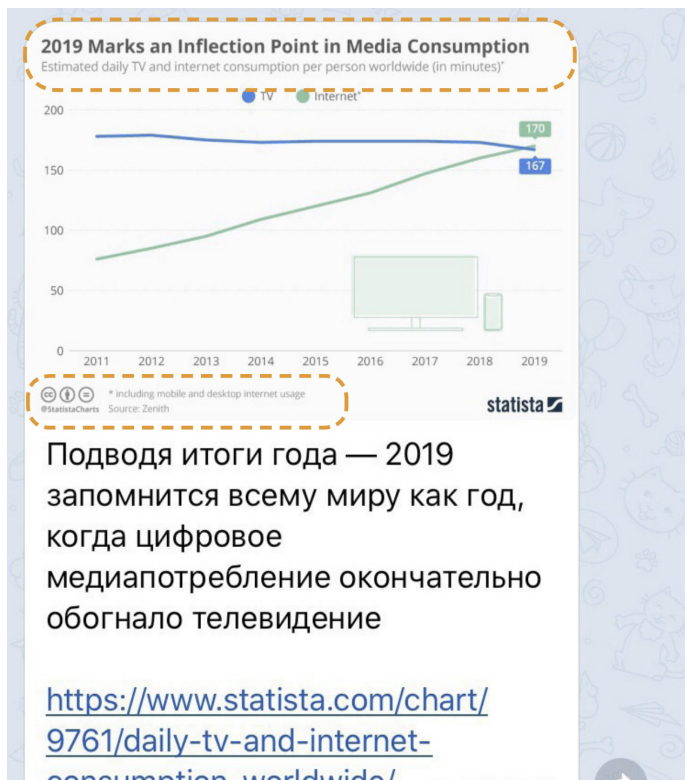 2019 Marks an Inflection Point in Media Consumption
Estimated daily TV and internet consumption per person worldwide (in minutes)*
TV Internet*
200
170
150
167
100
50
0
2011 2012 2013 2014 2015 2016 2017 2018 2019
* including mobile and desktop internet usage
@StatistaCharts Source: Zenith
statista
Подводя итоги года — 2019
запомнится всему миру как год,
когда цифровое
медиапотребление окончательно
обогнало телевидение
https://www.statista.com/chart/
9761/daily-tv-and-internet-
consumption-worldwide/